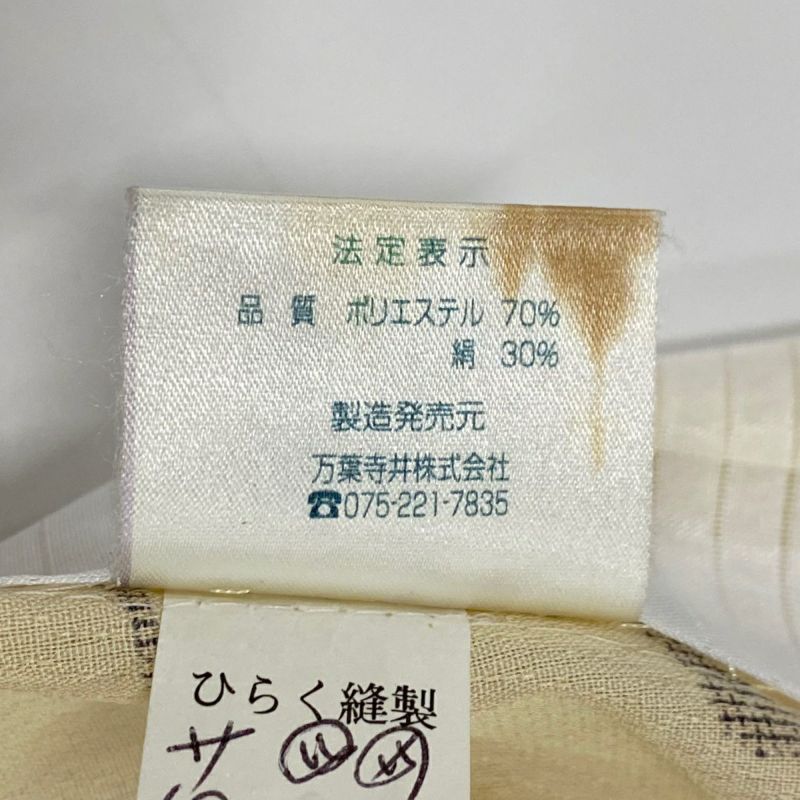 法定表示
品 質 ポリエステル 70%
絹 30%
製造発売元
万葉寺井株式会社
☎075-221-7835
ひらく縫製
サ